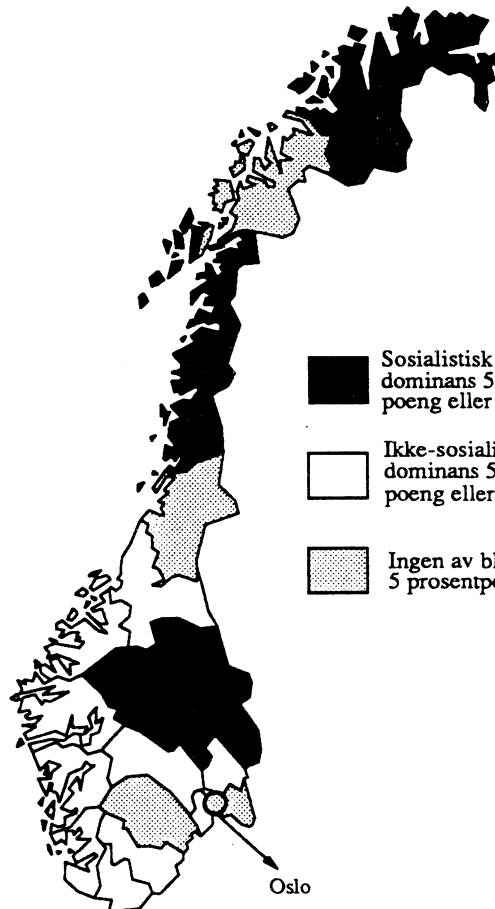 Sosialistisk
dominans 5
poeng eller
Ikke-sosiali
dominans 5
poeng eller
Ingen av bl
5 prosentpo
Oslo